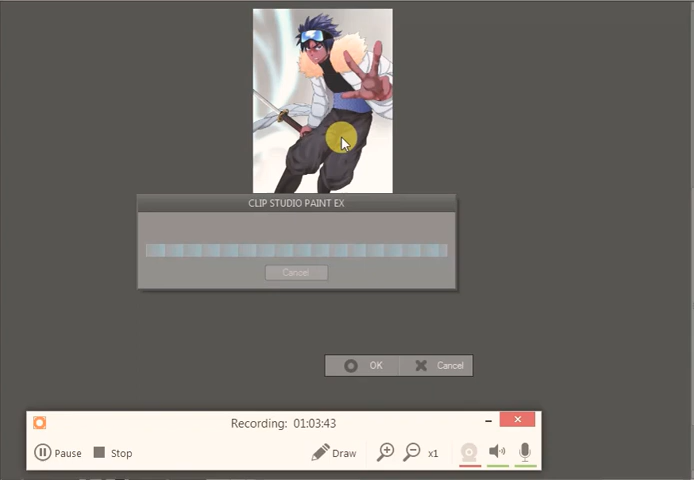 CLIP STUDIO PAINT EX
Cancel
OK Cancel
Recording: 01:03:43
Pause Stop Draw x1